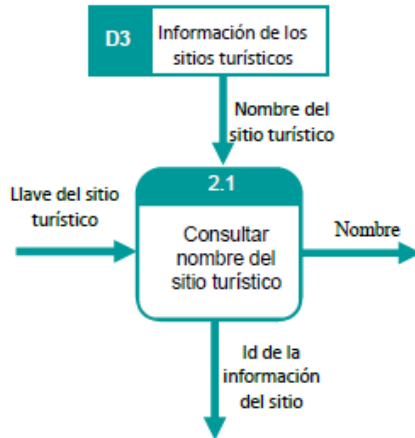 D3
Información de los
sitios turísticos
Nombre del
sitio turístico
2.1
Llave del sitio
turístico
Consultar
nombre del
sitio turístico
Nombre
Id de la
información
del sitio